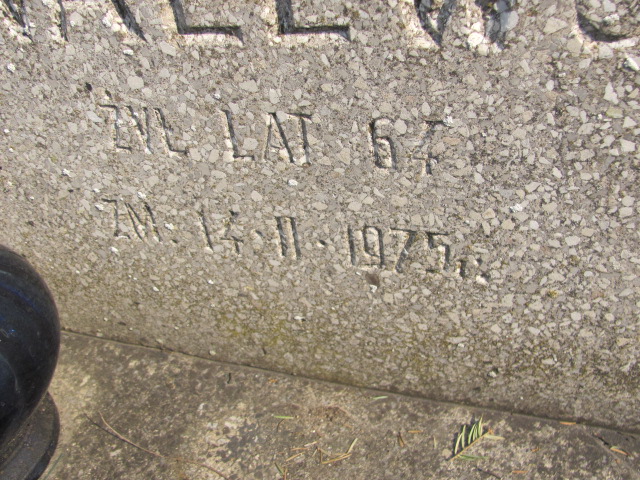 ŻYŁ LAT 67
ZM. 14·II·1975 r.